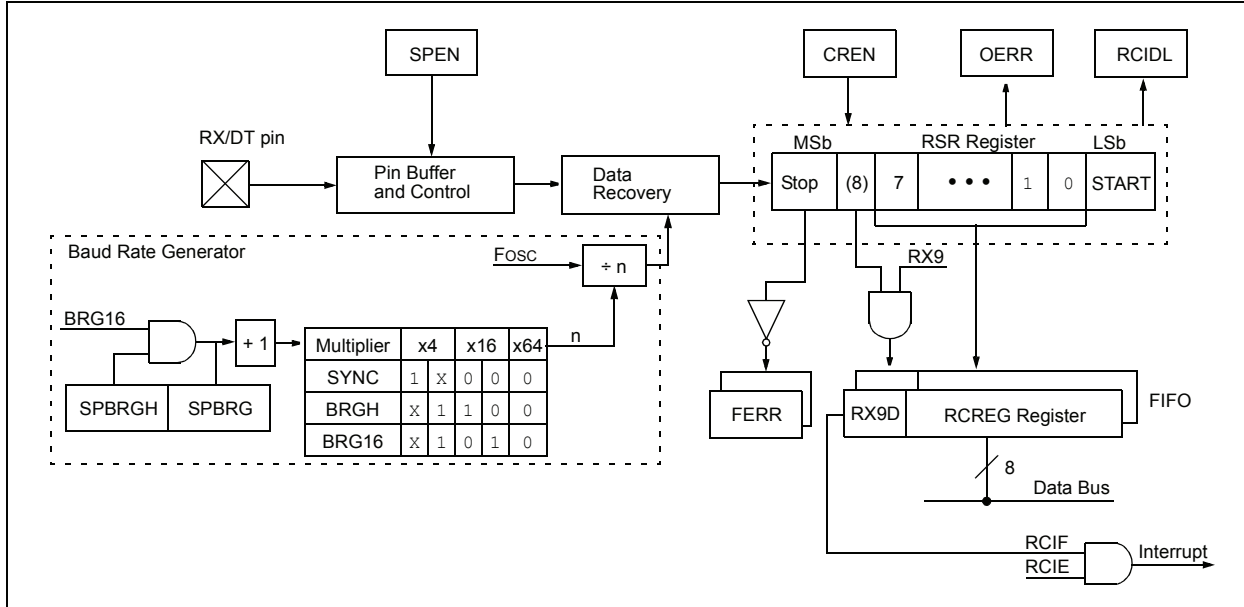 SPEN
CREN
OERR
RCIDL
RX/DT pin
Pin Buffer
and Control
Data
Recovery
MSb
RSR Register
LSb
Stop
(8)
7
• • •
1
0
START
Baud Rate Generator
FOSC
÷ n
RX9
BRG16
+ 1
n
SPBRGH
SPBRG
Multiplier x4 x16 x64
SYNC 1 X 0 0 0
BRGH X 1 1 0 0
BRG16 X 1 0 1 0
FERR
RX9D
RCREG Register
FIFO
8
Data Bus
RCIF
RCIE
Interrupt